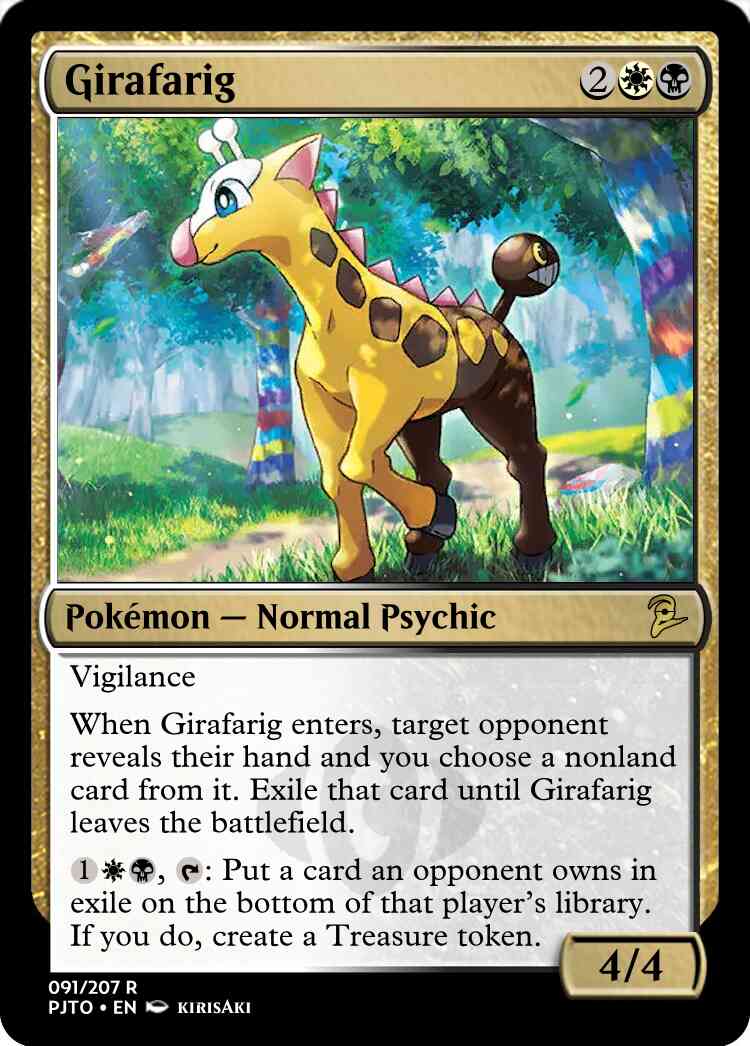 Girafarig 2
Pokémon — Normal Psychic
Vigilance
When Girafarig enters, target opponent
reveals their hand and you choose a nonland
card from it. Exile that card until Girafarig
leaves the battlefield.
1, : Put a card an opponent owns in
exile on the bottom of that player's library.
If you do, create a Treasure token.
4/4
091/207 R
PJTO • EN KIRISAKI